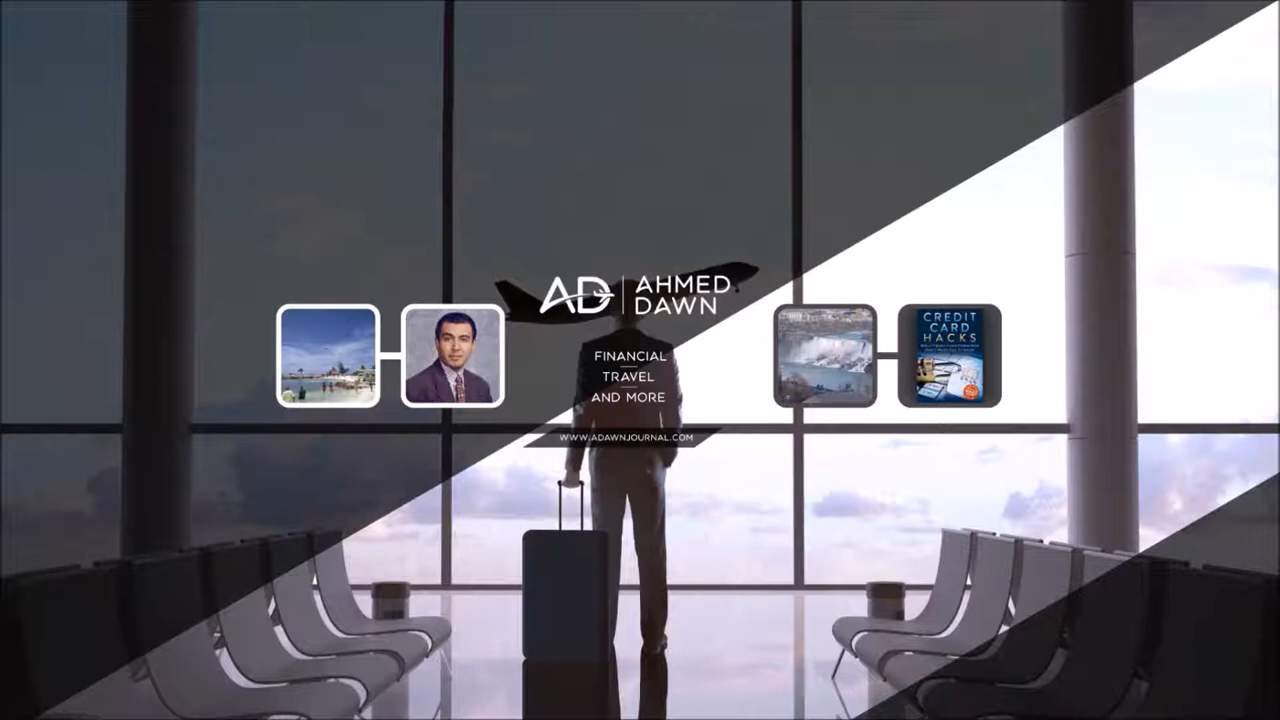 AD
AHMED
DAWN
FINANCIAL
TRAVEL
AND MORE
WWW.ADAWNJOURNAL.COM
CREDIT
CARD
HACKS